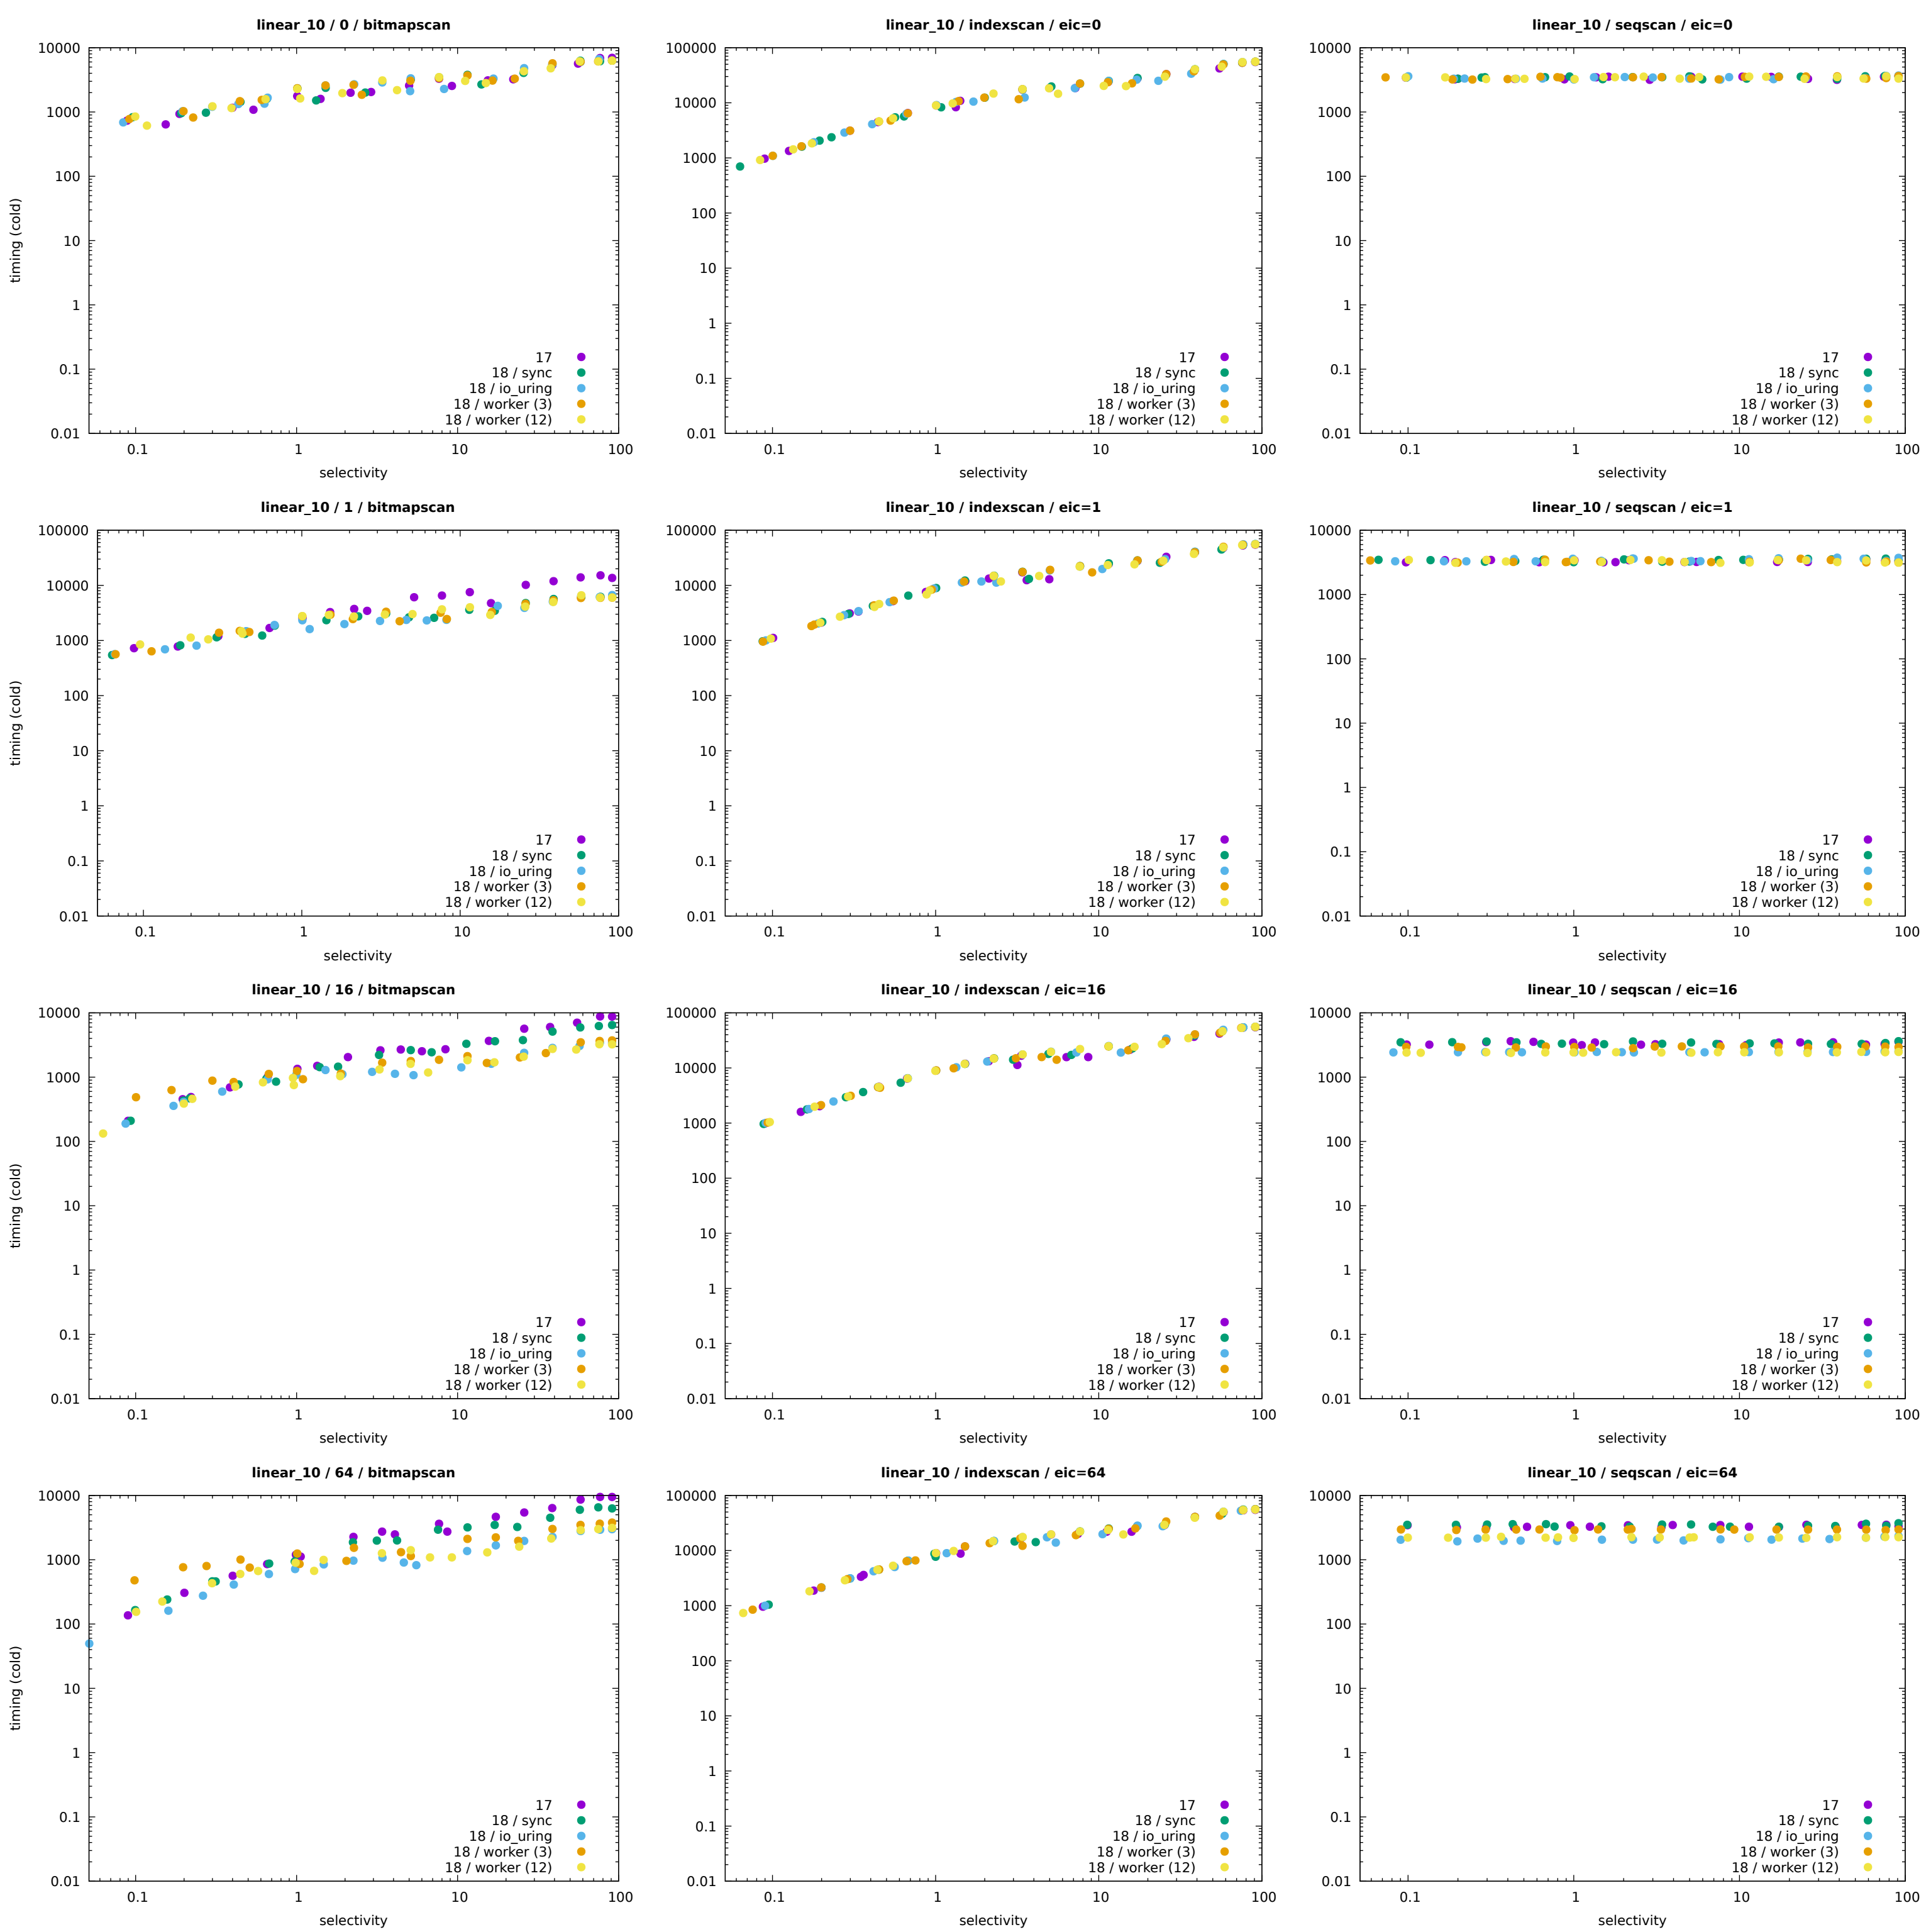 linear_10 / 0 / bitmapscan
timing (cold)
10000
1000
100
10
1
0.1
0.01
17
18 / sync
18 / io_uring
18 / worker (3)
18 / worker (12)
0.1 1 10 100
selectivity
linear_10 / indexscan / eic=0
100000
10000
1000
100
10
1
0.1
0.01
17
18 / sync
18 / io_uring
18 / worker (3)
18 / worker (12)
0.1 1 10 100
selectivity
linear_10 / seqscan / eic=0
10000
1000
100
10
1
0.1
0.01
17
18 / sync
18 / io_uring
18 / worker (3)
18 / worker (12)
0.1 1 10 100
selectivity
linear_10 / 1 / bitmapscan
timing (cold)
100000
10000
1000
100
10
1
0.1
0.01
17
18 / sync
18 / io_uring
18 / worker (3)
18 / worker (12)
0.1 1 10 100
selectivity
linear_10 / indexscan / eic=1
100000
10000
1000
100
10
1
0.1
0.01
17
18 / sync
18 / io_uring
18 / worker (3)
18 / worker (12)
0.1 1 10 100
selectivity
linear_10 / seqscan / eic=1
10000
1000
100
10
1
0.1
0.01
17
18 / sync
18 / io_uring
18 / worker (3)
18 / worker (12)
0.1 1 10 100
selectivity
linear_10 / 16 / bitmapscan
timing (cold)
10000
1000
100
10
1
0.1
0.01
17
18 / sync
18 / io_uring
18 / worker (3)
18 / worker (12)
0.1 1 10 100
selectivity
linear_10 / indexscan / eic=16
100000
10000
1000
100
10
1
0.1
0.01
17
18 / sync
18 / io_uring
18 / worker (3)
18 / worker (12)
0.1 1 10 100
selectivity
linear_10 / seqscan / eic=16
10000
1000
100
10
1
0.1
0.01
17
18 / sync
18 / io_uring
18 / worker (3)
18 / worker (12)
0.1 1 10 100
selectivity
linear_10 / 64 / bitmapscan
timing (cold)
10000
1000
100
10
1
0.1
0.01
17
18 / sync
18 / io_uring
18 / worker (3)
18 / worker (12)
0.1 1 10 100
selectivity
linear_10 / indexscan / eic=64
100000
10000
1000
100
10
1
0.1
0.01
17
18 / sync
18 / io_uring
18 / worker (3)
18 / worker (12)
0.1 1 10 100
selectivity
linear_10 / seqscan / eic=64
10000
1000
100
10
1
0.1
0.01
17
18 / sync
18 / io_uring
18 / worker (3)
18 / worker (12)
0.1 1 10 100
selectivity